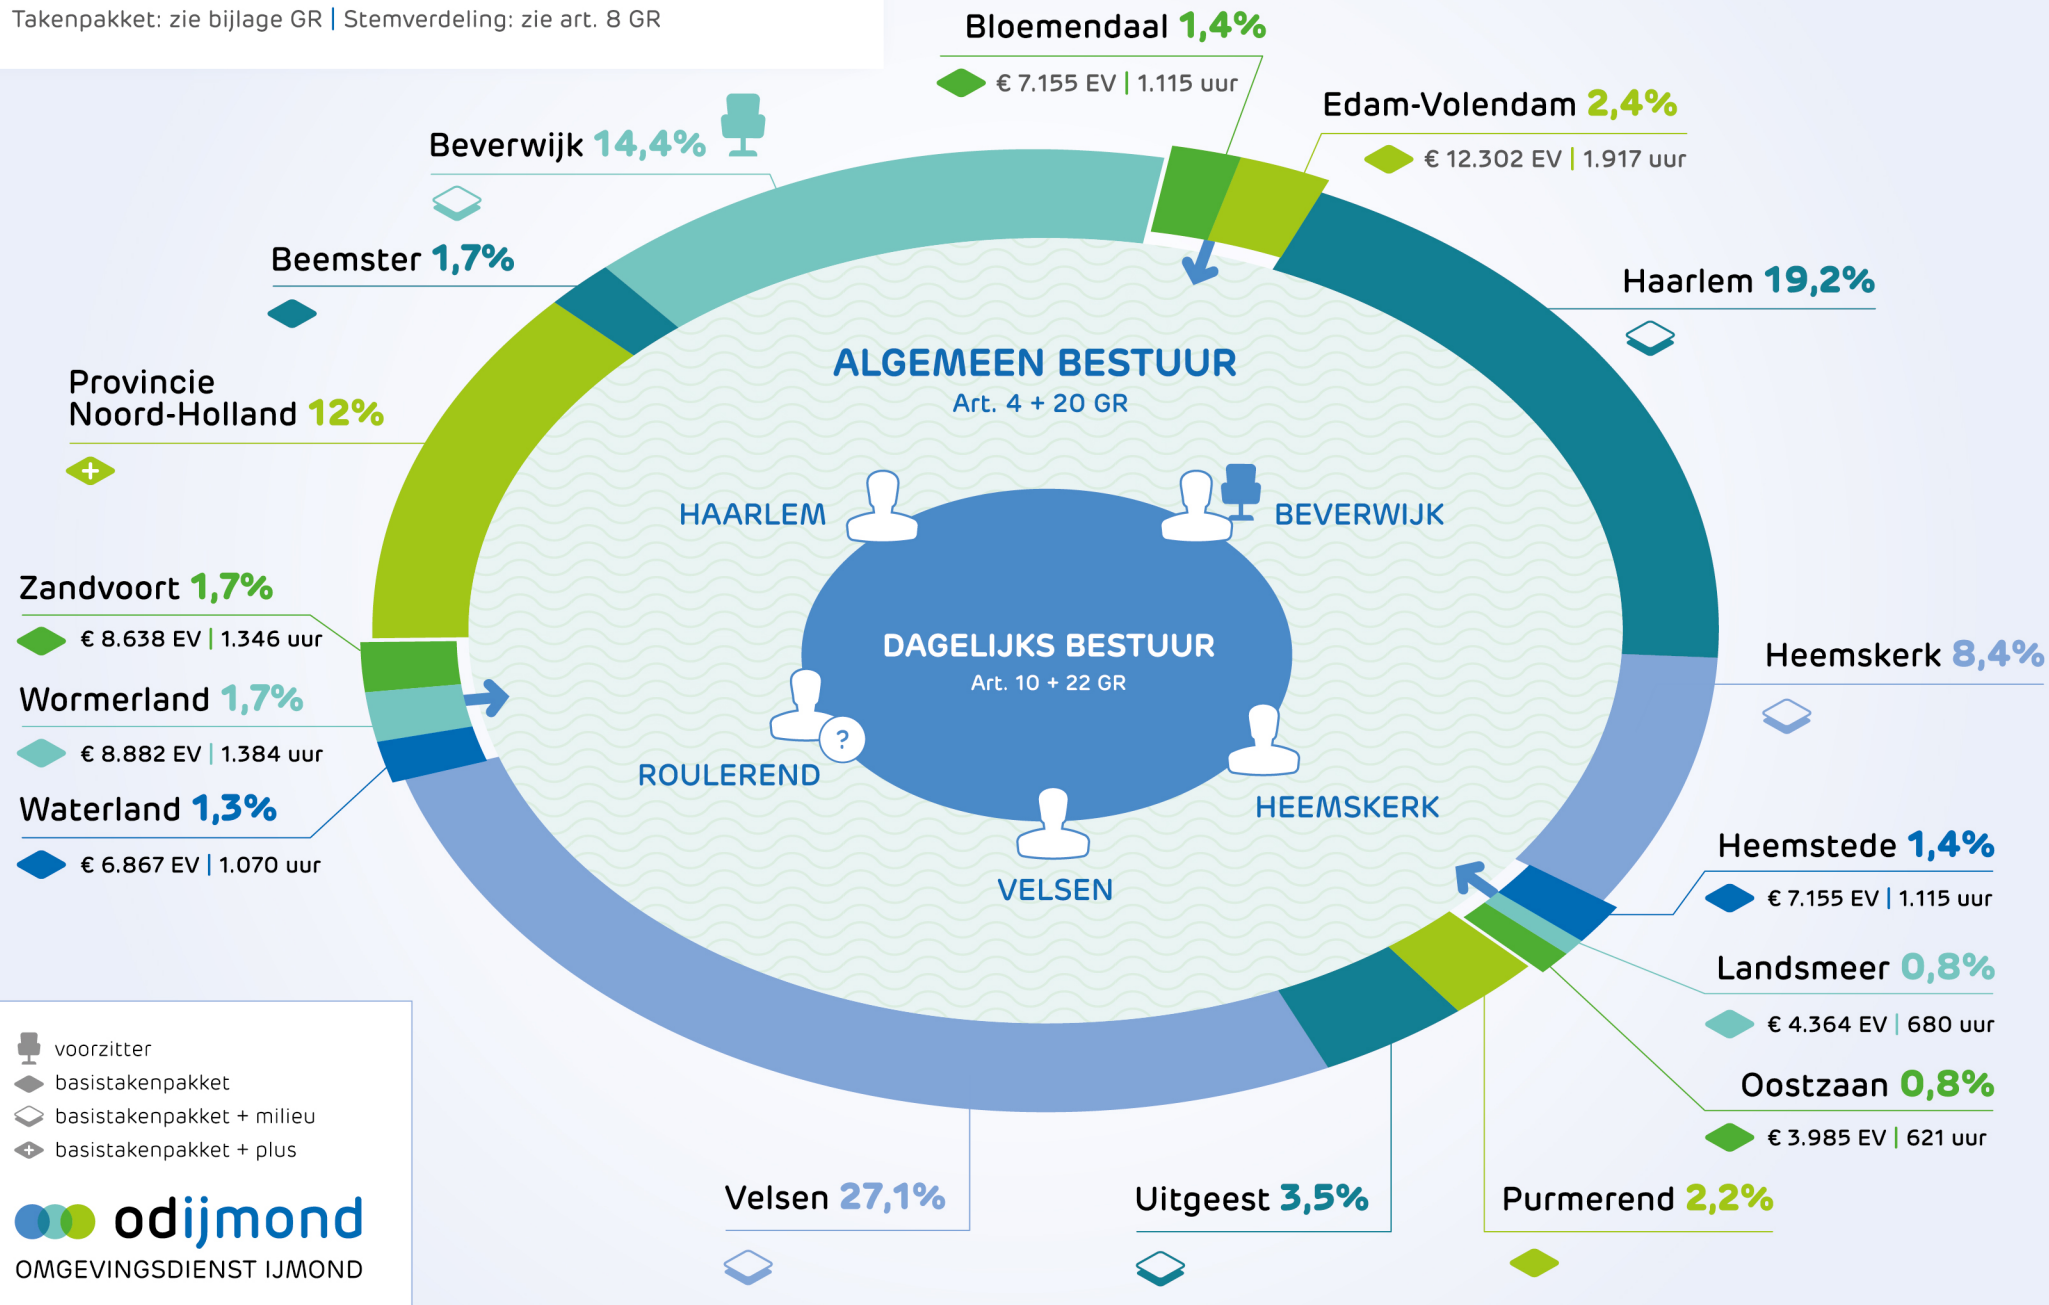 Takenpakket: zie bijlage GR | Stemverdeling: zie art. 8 GR
Bloemendaal 1,4%
€ 7.155 EV | 1.115 uur
Edam-Volendam 2,4%
€ 12.302 EV | 1.917 uur
Beverwijk 14,4%
Beemster 1,7%
Haarlem 19,2%
Provincie
Noord-Holland 12%
ALGEMEEN BESTUUR
Art. 4 + 20 GR
HAARLEM
BEVERWIJK
DAGELIJKS BESTUUR
Art. 10 + 22 GR
?
ROULEREND
HEEMSKERK
VELSEN
Zandvoort 1,7%
€ 8.638 EV | 1.346 uur
Wormerland 1,7%
€ 8.882 EV | 1.384 uur
Waterland 1,3%
€ 6.867 EV | 1.070 uur
Heemskerk 8,4%
Heemstede 1,4%
€ 7.155 EV | 1.115 uur
Landsmeer 0,8%
€ 4.364 EV | 680 uur
Oostzaan 0,8%
€ 3.985 EV | 621 uur
Velsen 27,1%
Uitgeest 3,5%
Purmerend 2,2%
voorzitter
basistakenpakket
basistakenpakket + milieu
basistakenpakket + plus
odijmond
OMGEVINGSDIENST IJMOND